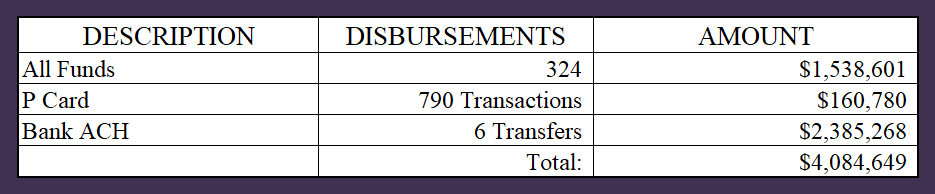 DESCRIPTION DISBURSEMENTS AMOUNT
All Funds 324 $1,538,601
P Card 790 Transactions $160,780
Bank ACH 6 Transfers $2,385,268
Total: $4,084,649